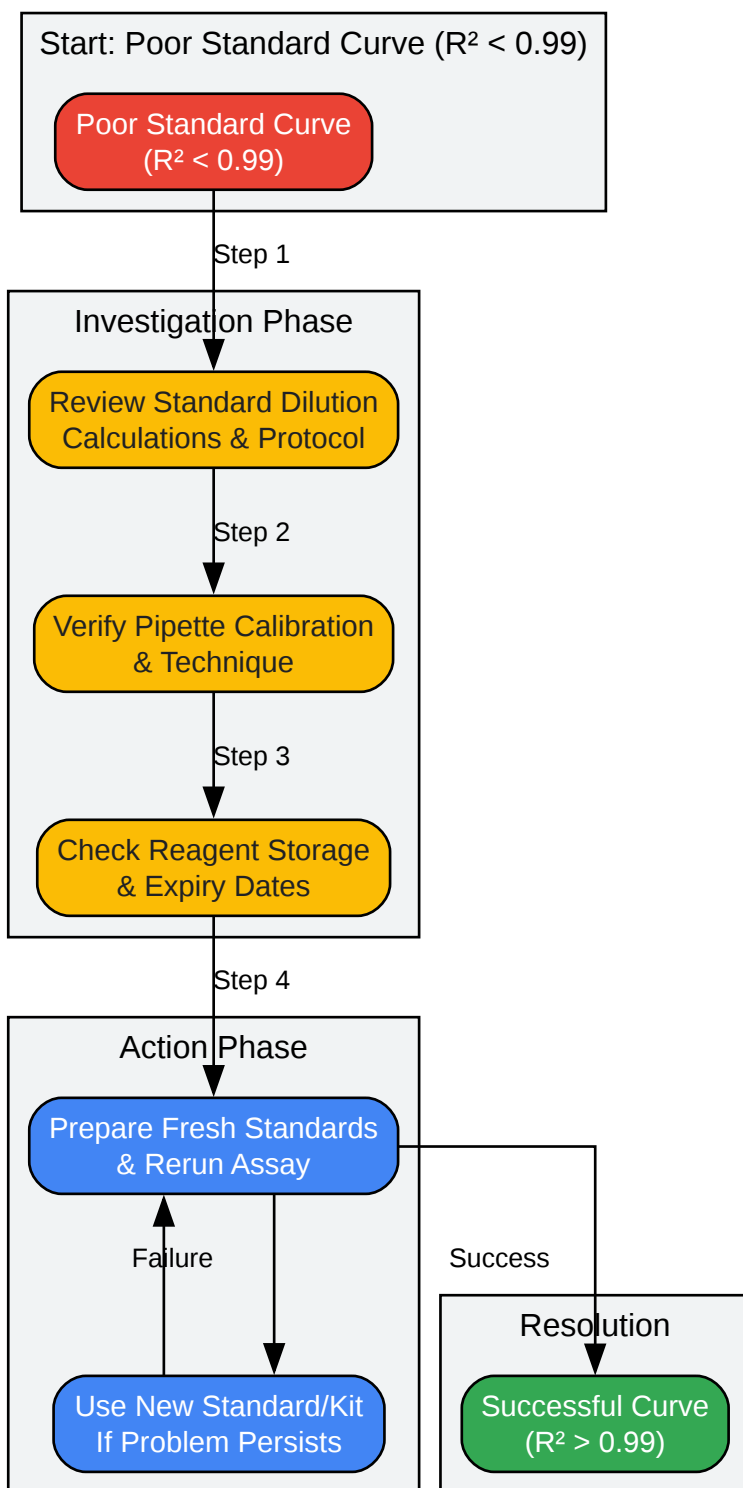 Start: Poor Standard Curve (R² < 0.99)
Poor Standard Curve
(R² < 0.99)
Step 1
Investigation Phase
Review Standard Dilution
Calculations & Protocol
Step 2
Verify Pipette Calibration
& Technique
Step 3
Check Reagent Storage
& Expiry Dates
Step 4
Action Phase
Prepare Fresh Standards
& Rerun Assay
Failure
Success
Use New Standard/Kit
If Problem Persists
Resolution
Successful Curve
(R² > 0.99)